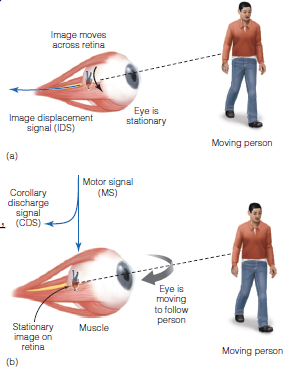 Image moves
across retina
Eye is
stationary
Image displacement
signal (IDS)
Moving person
(a)
Motor signal
(MS)
Corollary
discharge
signal
(CDS)
Eye is
moving
to follow
person
Stationary
image on
retina
Muscle
Moving person
(b)